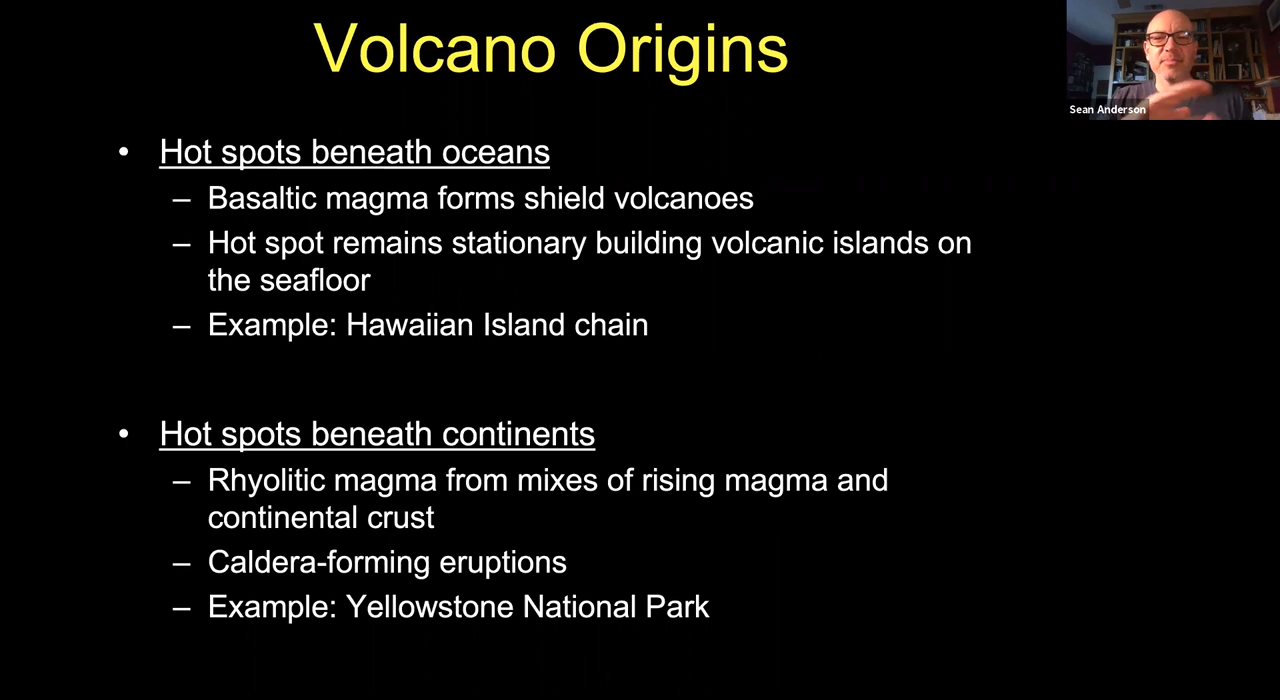 Volcano Origins
Sean Anderson
• Hot spots beneath oceans
– Basaltic magma forms shield volcanoes
– Hot spot remains stationary building volcanic islands on
the seafloor
– Example: Hawaiian Island chain
• Hot spots beneath continents
– Rhyolitic magma from mixes of rising magma and
continental crust
– Caldera-forming eruptions
– Example: Yellowstone National Park